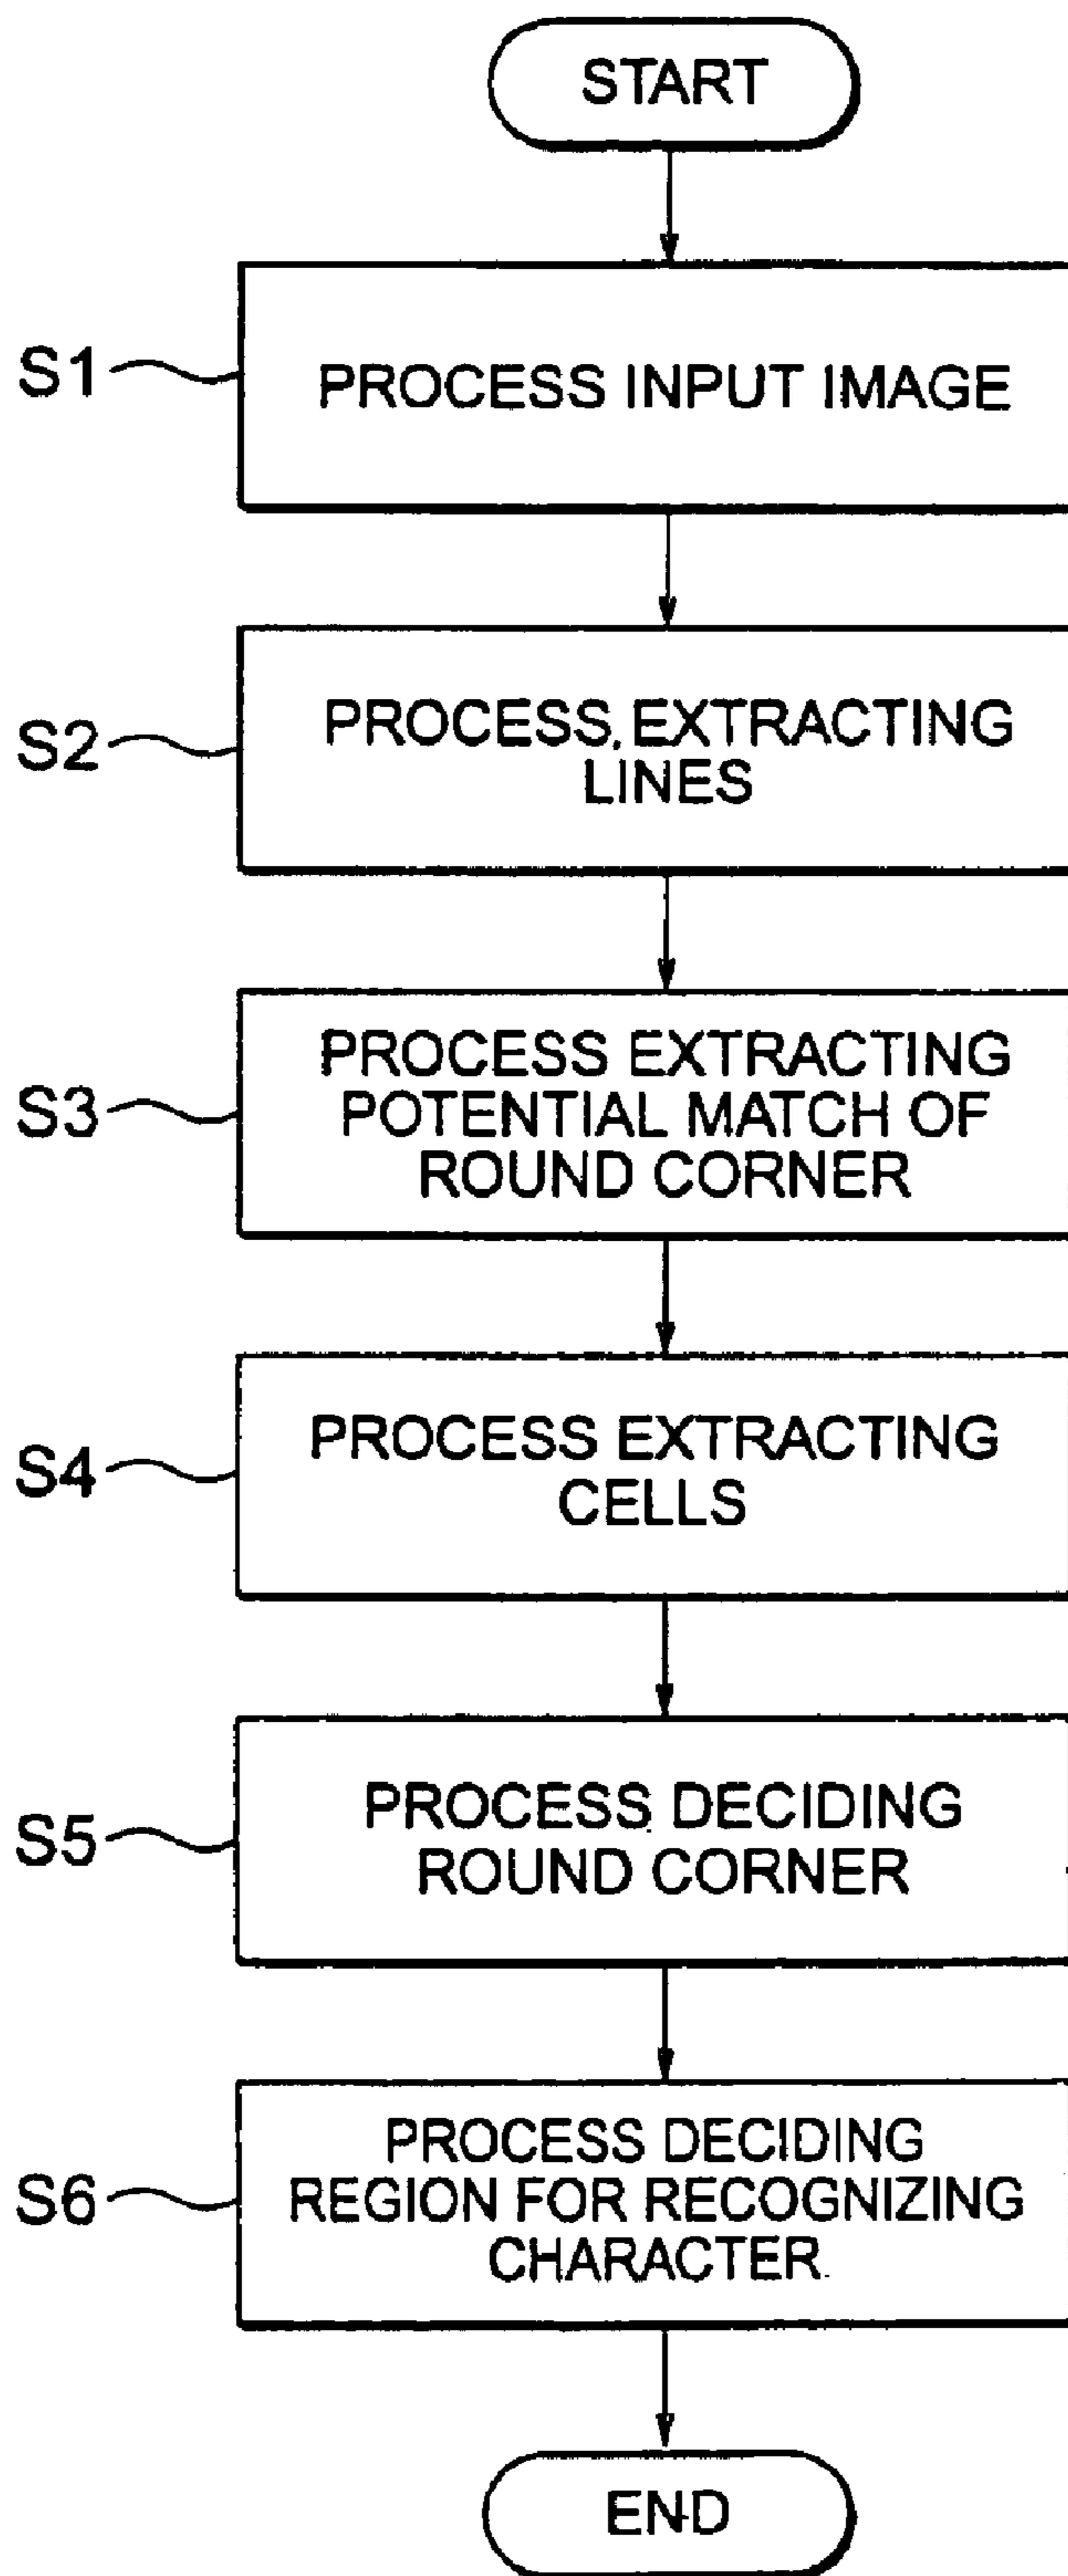 START
S1
PROCESS INPUT IMAGE
S2
PROCESS EXTRACTING
LINES
S3
PROCESS EXTRACTING
POTENTIAL MATCH OF
ROUND CORNER
S4
PROCESS EXTRACTING
CELLS
S5
PROCESS DECIDING
ROUND CORNER
S6
PROCESS DECIDING
REGION FOR RECOGNIZING
CHARACTER
END